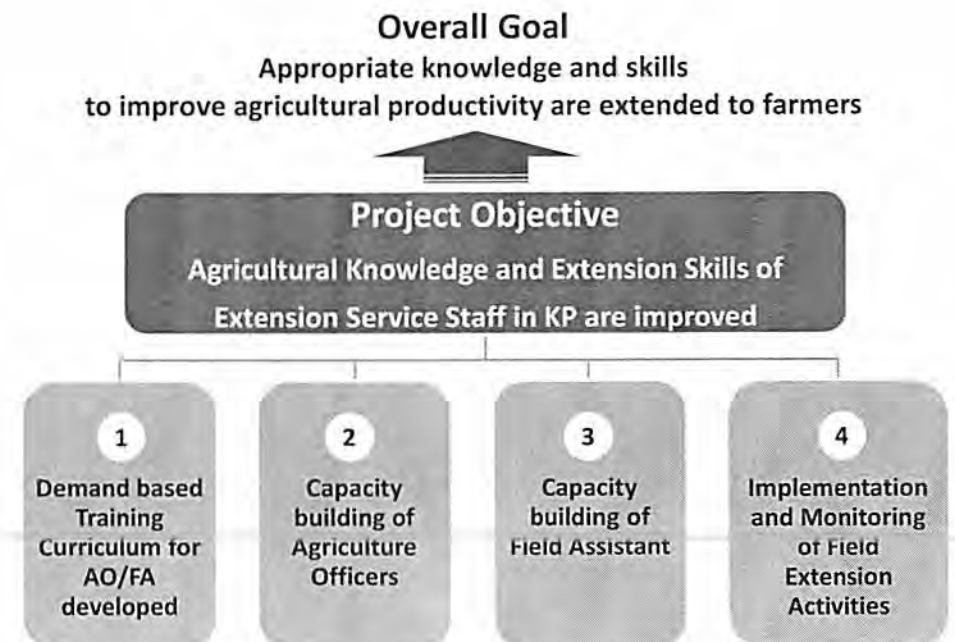 Overall Goal
Appropriate knowledge and skills
to improve agricultural productivity are extended to farmers
Project Objective
Agricultural Knowledge and Extension Skills of
Extension Service Staff in KP are improved
1
Demand based
Training
Curriculum for
AO/FA
developed
2
Capacity
building of
Agriculture
Officers
3
Capacity
building of
Field Assistant
4
Implementation
and Monitoring
of Field
Extension
Activities